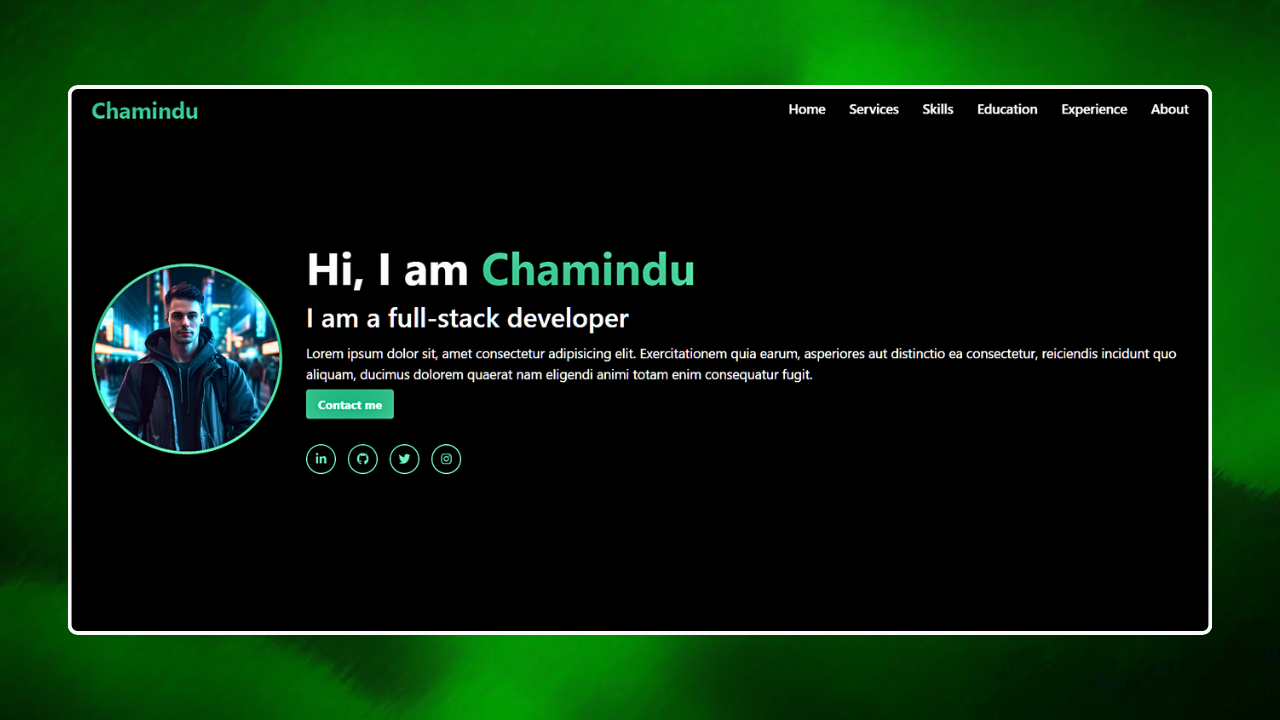 Chamindu
Home Services Skills Education Experience About
Hi, I am Chamindu
I am a full-stack developer
Lorem ipsum dolor sit, amet consectetur adipisicing elit. Exercitationem quia earum, asperiores aut distinctio ea consectetur, reiciendis incidunt quo
aliquam, ducimus dolorem quaerat nam eligendi animi totam enim consequatur fugit.
Contact me